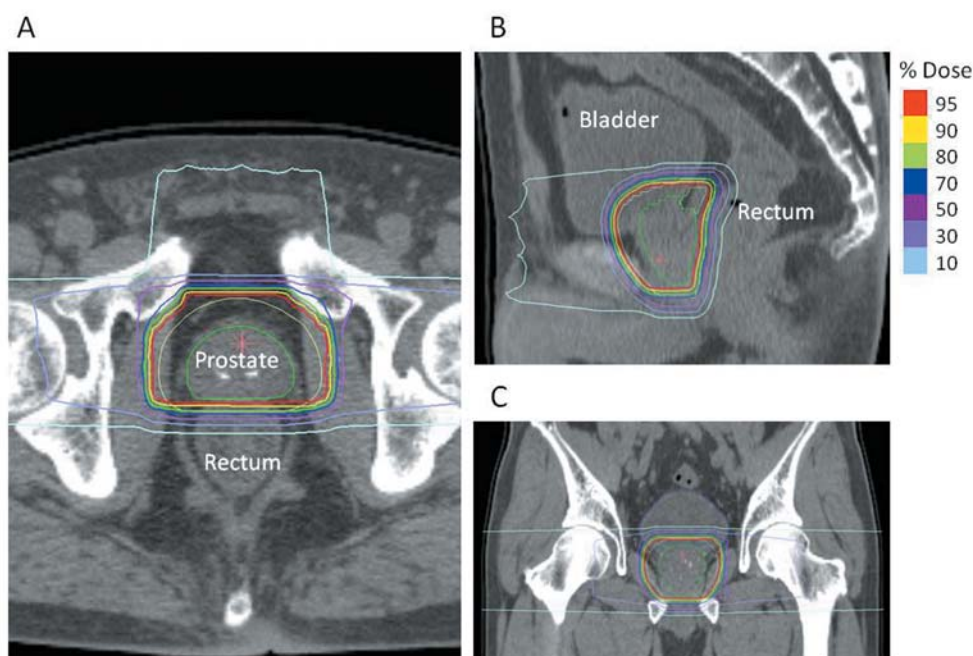 A
Prostate
Rectum
B
Bladder
Rectum
% Dose
95
90
80
70
50
30
10
C